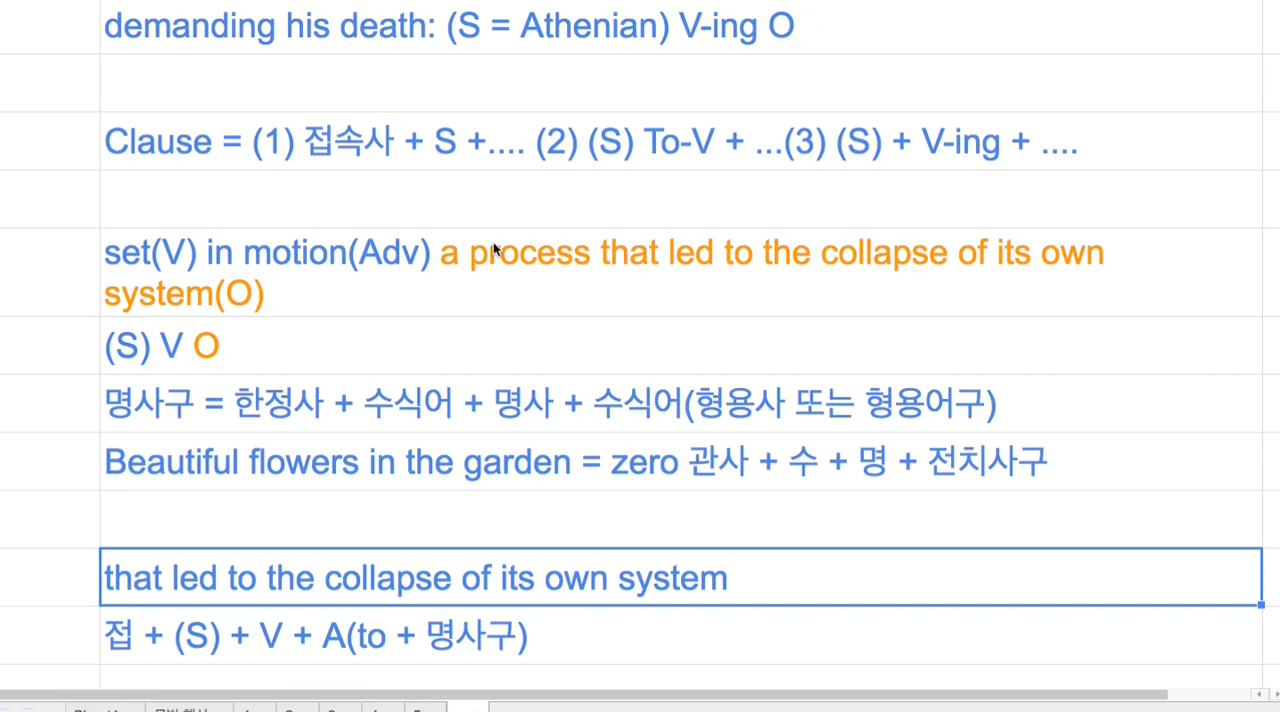 demanding his death: (S = Athenian) V-ing O
Clause = (1) 접속사 + S +.... (2) (S) To-V + ...(3) (S) + V-ing + ....
set(V) in motion(Adv) a process that led to the collapse of its own
system(O)
(S) V O
명사구 = 한정사 + 수식어 + 명사 + 수식어(형용사 또는 형용어구)
Beautiful flowers in the garden = zero 관사 + 수 + 명 + 전치사구
that led to the collapse of its own system
접 + (S) + V + A(to + 명사구)